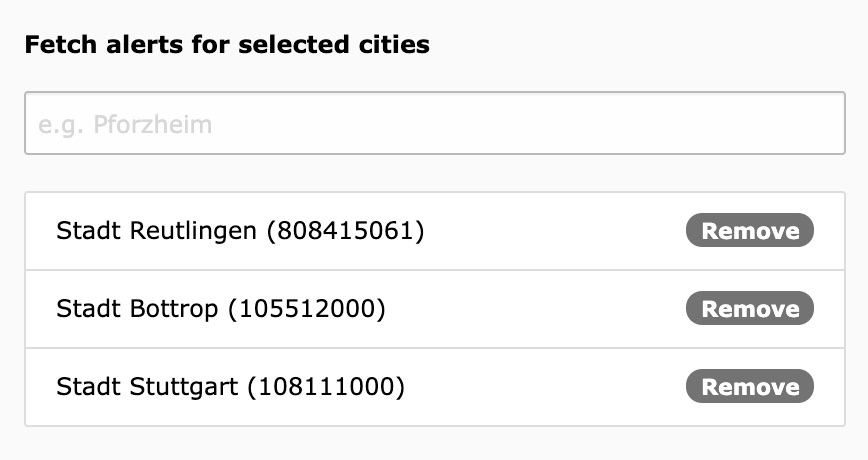 Fetch alerts for selected cities
e.g. Pforzheim
Stadt Reutlingen (808415061) Remove
Stadt Bottrop (105512000) Remove
Stadt Stuttgart (108111000) Remove